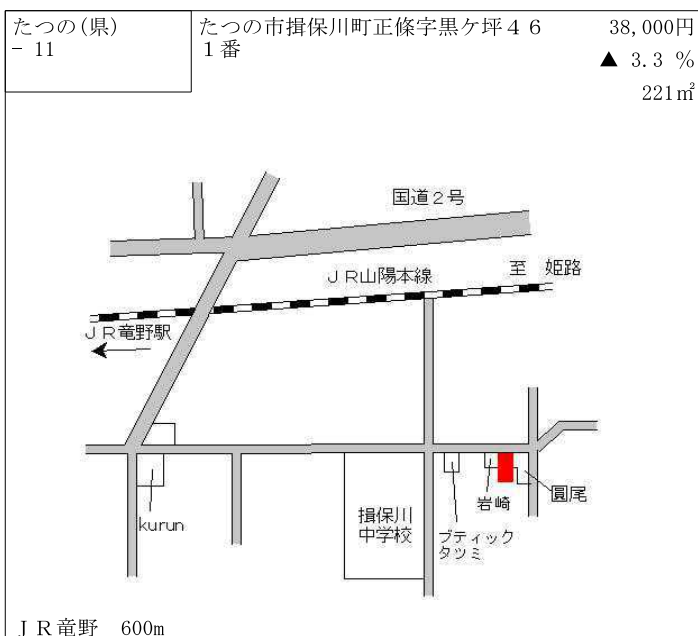 たつの(県)
- 11
たつの市揖保川町正條字黒ケ坪４６
１番
38,000円
▲ 3.3 %
221㎡
国道２号
ＪＲ山陽本線
至 姫路
ＪＲ竜野駅
kurun
揖保川
中学校
ブティック
タツミ
岩崎
圓尾
ＪＲ竜野 600m